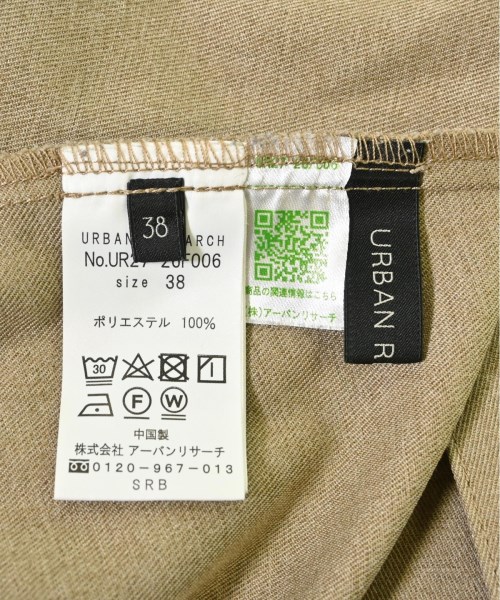 38
URBAN ARCH
No.UR27 20F006
size 38
ポリエステル 100%
30
F W
中国製
株式会社 アーバンリサーチ
0120-967-013
SRB
商品の関連情報はこちら
(株)アーバンリサーチ
URBAN R